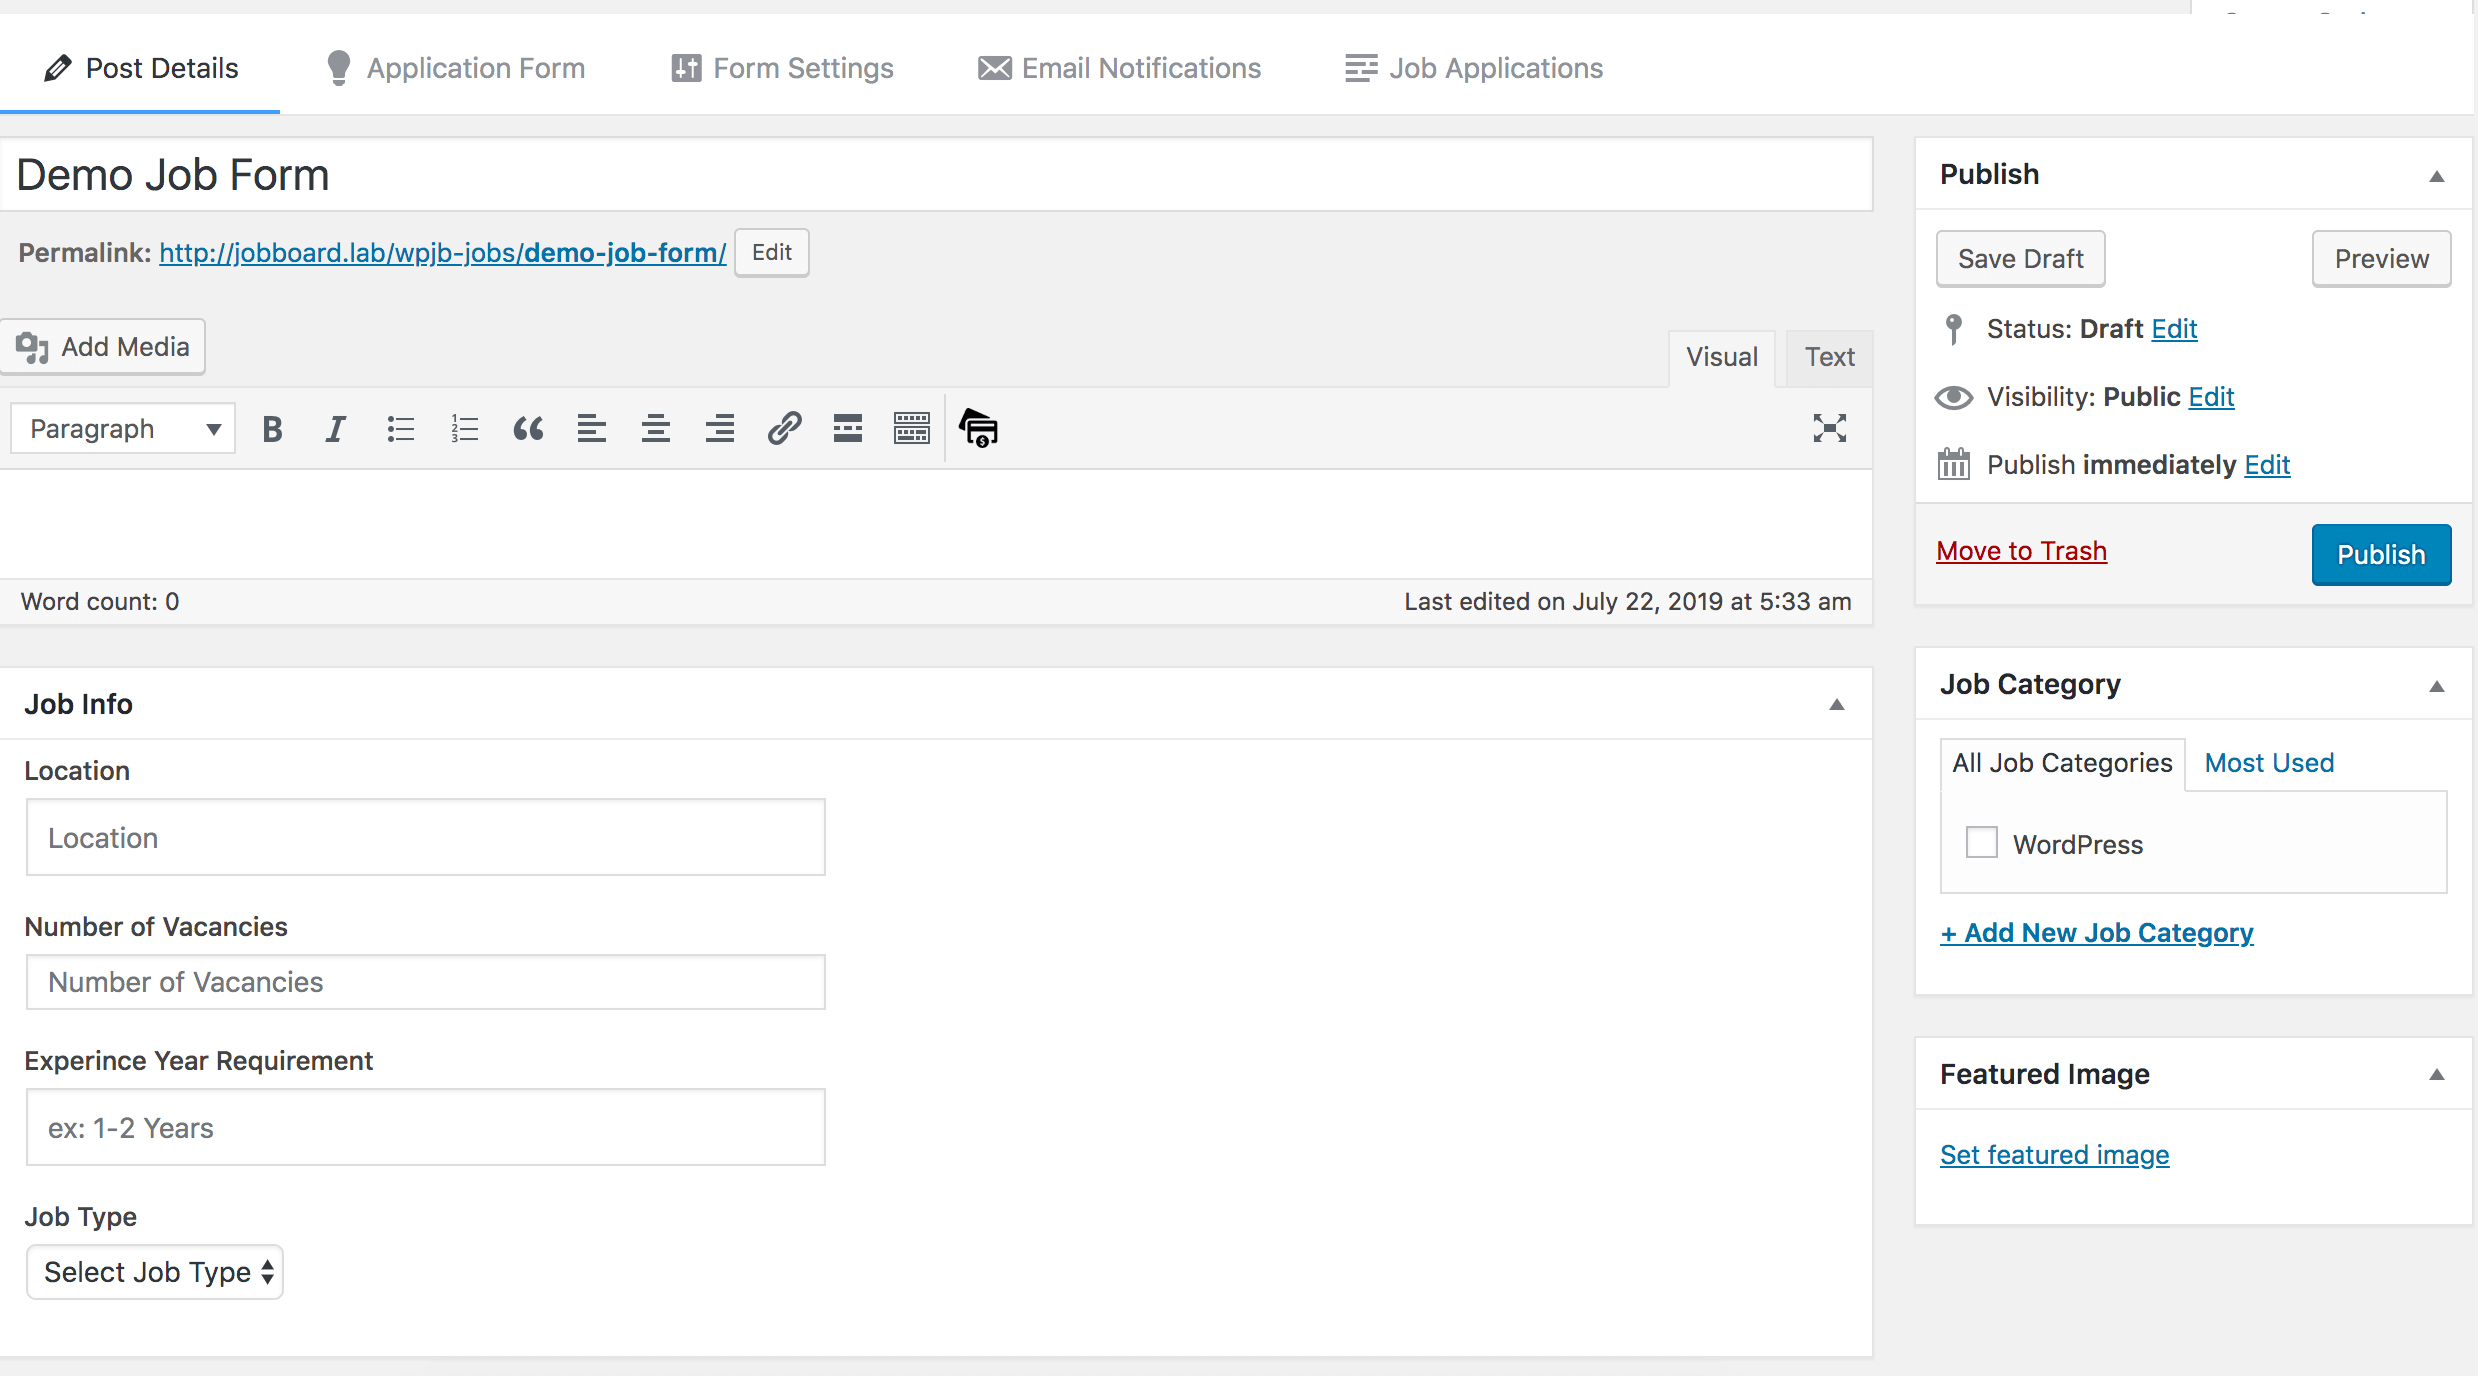 Post Details
Application Form
Form Settings
Email Notifications
Job Applications
Demo Job Form
Permalink: http://jobboard.lab/wpjb-jobs/demo-job-form/ Edit
Add Media
Visual
Text
Paragraph
Word count: 0
Last edited on July 22, 2019 at 5:33 am
Job Info
Location
Location
Number of Vacancies
Number of Vacancies
Experince Year Requirement
ex: 1-2 Years
Job Type
Select Job Type
Publish
Save Draft
Preview
Status: Draft Edit
Visibility: Public Edit
Publish immediately Edit
Move to Trash
Publish
Job Category
All Job Categories
Most Used
WordPress
+ Add New Job Category
Featured Image
Set featured image